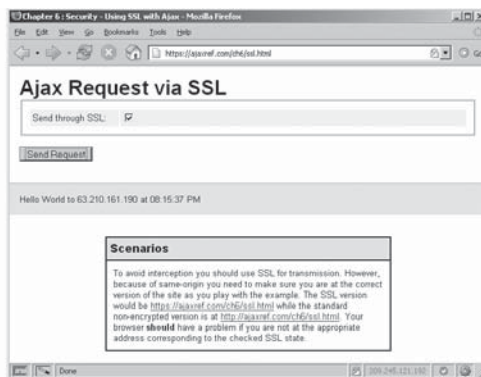 Chapter 6 : Security - Using SSL with Ajax - Mozilla Firefox
File Edit View Go Bookmarks Tools Help
https://ajaxref.com/ch6/ssl.html
Ajax Request via SSL
Send through SSL:
Send Request
Hello World to 63.210.161.190 at 08:15:37 PM
Scenarios
To avoid interception you should use SSL for transmission. However,
because of same-origin you need to make sure you are at the correct
version of the site as you play with the example. The SSL version
would be https://ajaxref.com/ch6/ssl.html while the standard
non-encrypted version is at http://ajaxref.com/ch6/ssl.html. Your
browser should have a problem if you are not at the appropriate
address corresponding to the checked SSL state.
Done